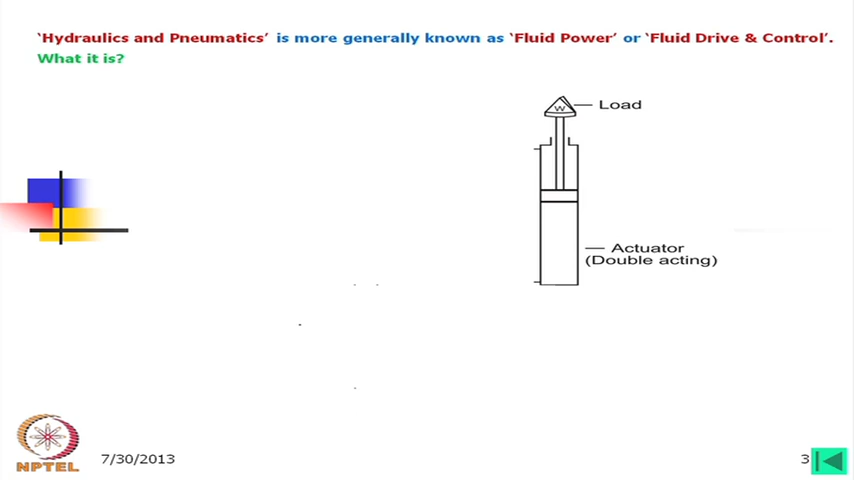 ‘Hydraulics and Pneumatics’ is more generally known as ‘Fluid Power’ or ‘Fluid Drive & Control’.
What it is?
W
Load
Actuator
(Double acting)
NPTEL
7/30/2013
3